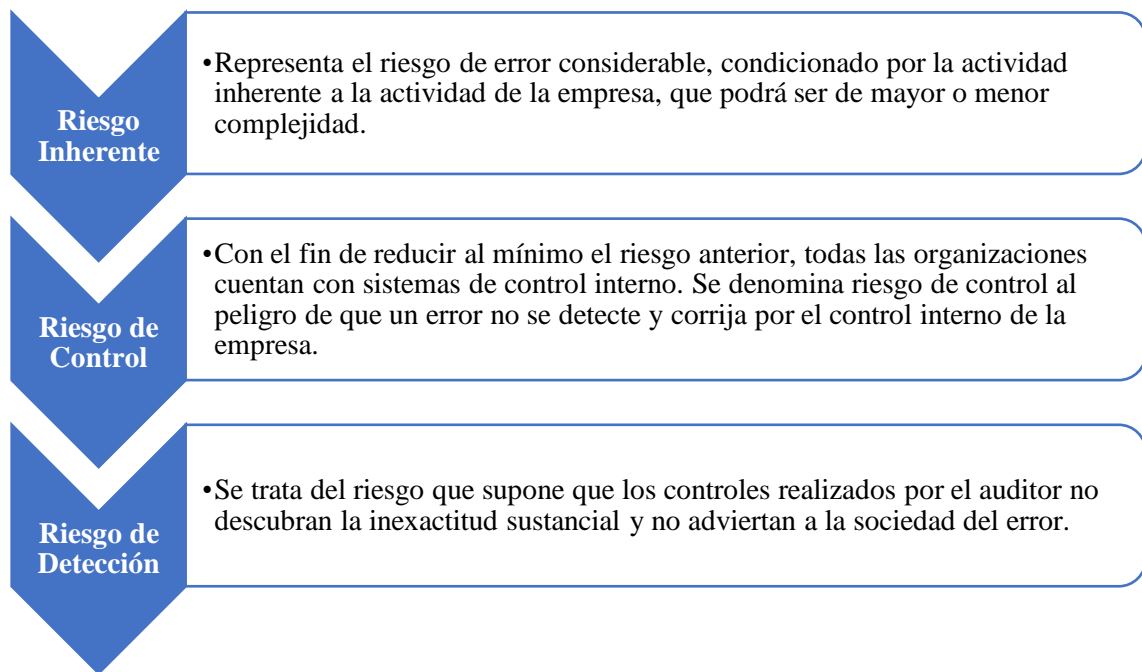 Riesgo
Inherente
•Representa el riesgo de error considerable, condicionado por la actividad
inherente a la actividad de la empresa, que podrá ser de mayor o menor
complejidad.
Riesgo de
Control
•Con el fin de reducir al mínimo el riesgo anterior, todas las organizaciones
cuentan con sistemas de control interno. Se denomina riesgo de control al
peligro de que un error no se detecte y corrija por el control interno de la
empresa.
Riesgo de
Detección
•Se trata del riesgo que supone que los controles realizados por el auditor no
descubran la inexactitud sustancial y no adviertan a la sociedad del error.